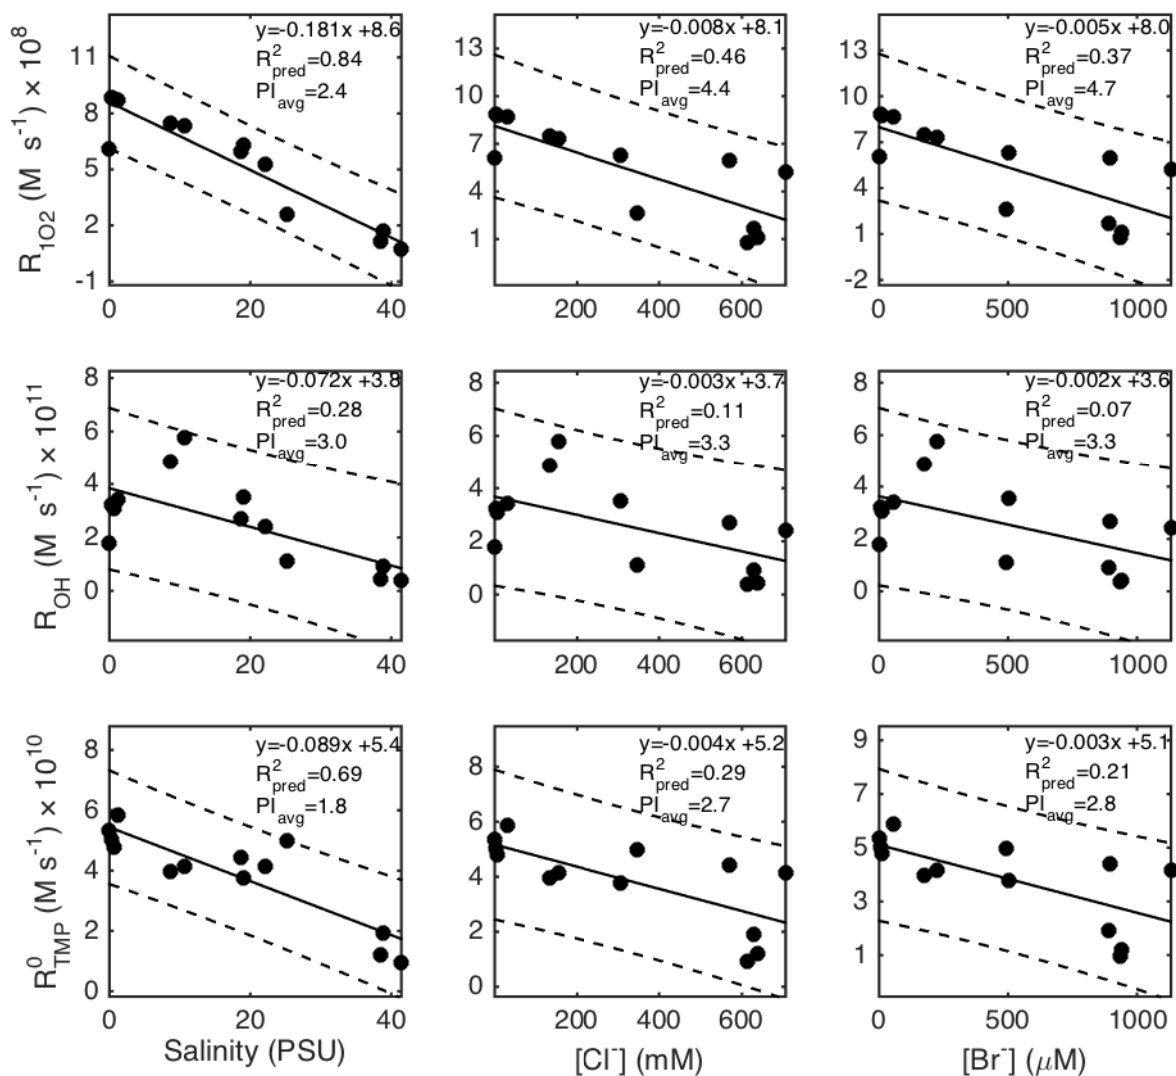 y=-0.181x +8.6
R²pred=0.84
PIavg=2.4
11
8
5
2
-1
0
20
40
R1O2 (M s⁻¹) × 10⁸
y=-0.008x +8.1
R²pred=0.46
PIavg=4.4
13
10
7
4
1
200
400
600
y=-0.005x +8.0
R²pred=0.37
PIavg=4.7
13
10
7
4
1
-2
0
500
1000
y=-0.072x +3.8
R²pred=0.28
PIavg=3.0
8
6
4
2
0
0
20
40
ROH (M s⁻¹) × 10¹¹
y=-0.003x +3.7
R²pred=0.11
PIavg=3.3
8
6
4
2
0
200
400
600
y=-0.002x +3.6
R²pred=0.07
PIavg=3.3
8
6
4
2
0
0
500
1000
y=-0.089x +5.4
R²pred=0.69
PIavg=1.8
8
6
4
2
0
0
20
40
R⁰TMP (M s⁻¹) × 10¹⁰
Salinity (PSU)
y=-0.004x +5.2
R²pred=0.29
PIavg=2.7
8
6
4
2
0
200
400
600
[Cl⁻] (mM)
y=-0.003x +5.1
R²pred=0.21
PIavg=2.8
9
7
5
3
1
0
500
1000
[Br⁻] (μM)